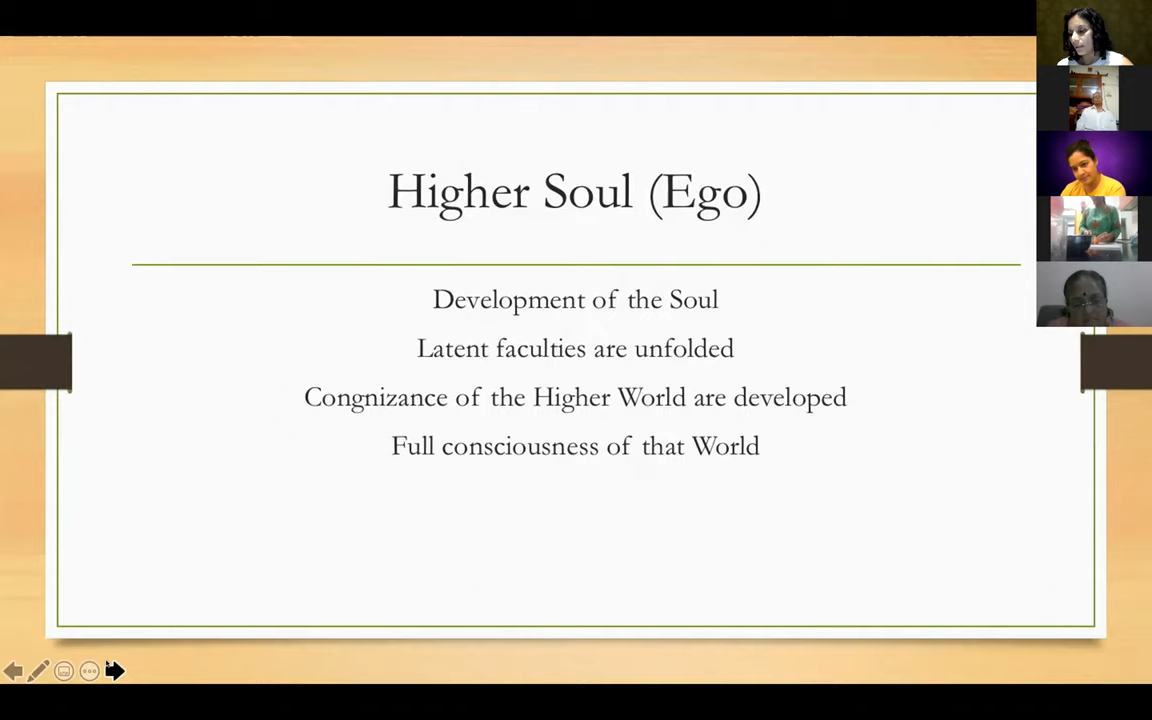 Higher Soul (Ego)
Development of the Soul
Latent faculties are unfolded
Congnizance of the Higher World are developed
Full consciousness of that World